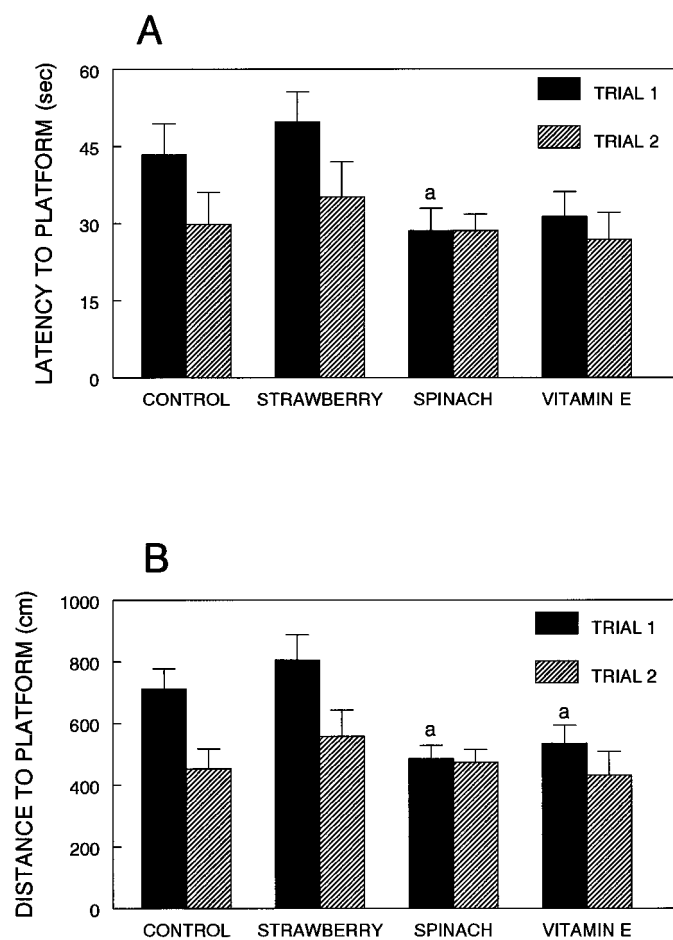 A
LATENCY TO PLATFORM (sec)
60
45
30
15
0
TRIAL 1
TRIAL 2
a
CONTROL STRAWBERRY SPINACH VITAMIN E
B
DISTANCE TO PLATFORM (cm)
1000
800
600
400
200
0
TRIAL 1
TRIAL 2
a a
CONTROL STRAWBERRY SPINACH VITAMIN E